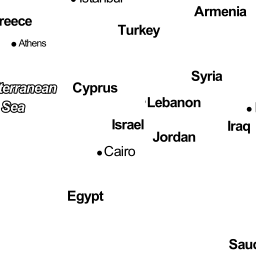 Istanbul
Armenia
reece
Turkey
Athens
Syria
terranean
Cyprus
Sea
Lebanon
Israel
Iraq
Jordan
Cairo
Egypt
Sauc